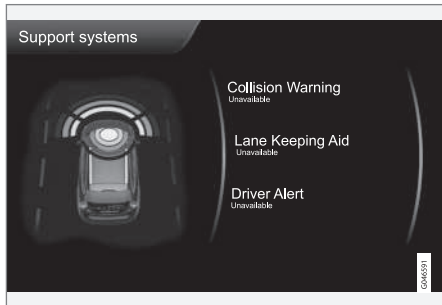 Support systems
Collision Warning
Unavailable
Lane Keeping Aid
Unavailable
Driver Alert
Unavailable
G046591